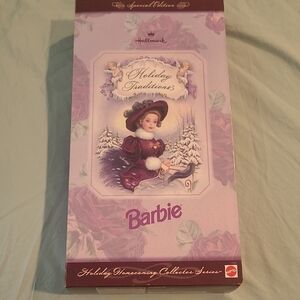 Special Edition
Hallmark
Holiday
Traditions
Barbie
Holiday Homecoming Collector Series